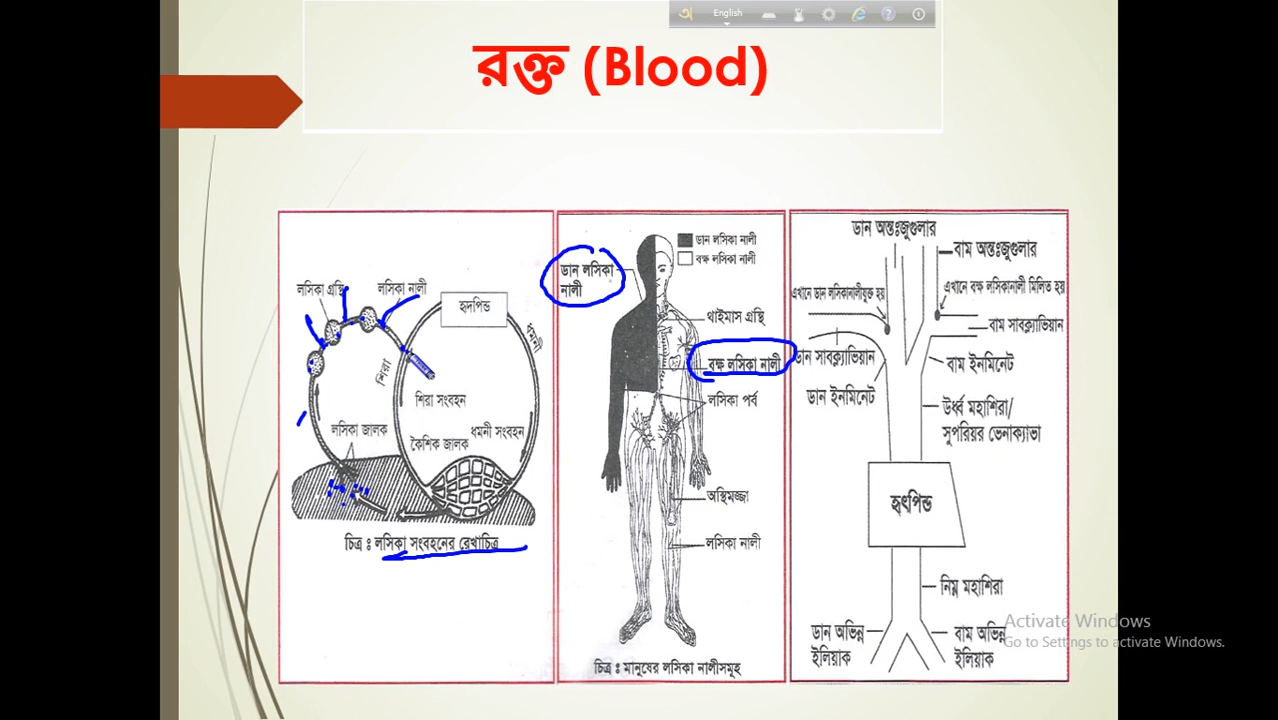 English
রক্ত (Blood)
লসিকা গ্রন্থি
লসিকা নালী
হৃদপিন্ড
ধমনী
শিরা
শিরা সংবহন
লসিকা জালক
কৈশিক জালক
ধমনী সংবহন
চিত্র ঃ লসিকা সংবহনের রেখাচিত্র
ডান লসিকা নালী
বক্ষ লসিকা নালী
ডান লসিকা
নালী
থাইমাস গ্রন্থি
বক্ষ লসিকা নালী
লসিকা পর্ব
অস্থিমজ্জা
লসিকা নালী
চিত্র ঃ মানুষের লসিকা নালীসমূহ
ডান অন্তঃজুগুলার
বাম অন্তঃজুগুলার
এখানে ডান লসিকানালীযুক্ত হয়
এখানে বক্ষ লসিকানালী মিলিত হয়
বাম সাবক্ল্যাভিয়ান
ডান সাবক্ল্যাভিয়ান
বাম ইনমিনেট
ডান ইনমিনেট
উর্ধ্ব মহাশিরা/
সুপরিয়র ভেনাক্যাভা
হৃৎপিন্ড
নিম্ন মহাশিরা
ডান অভিন্ন
ইলিয়াক
বাম অভিন্ন
ইলিয়াক
Activate Windows
Go to Settings to activate Windows.